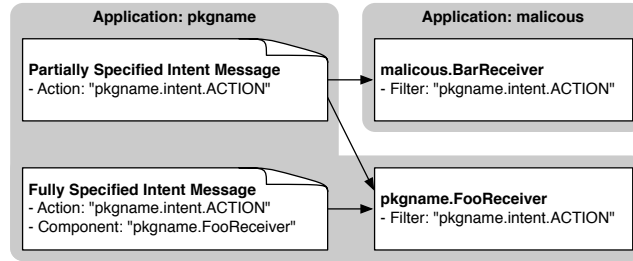 Application: pkgname
Application: malicous
Partially Specified Intent Message
- Action: "pkgname.intent.ACTION"
malicous.BarReceiver
- Filter: "pkgname.intent.ACTION"
Fully Specified Intent Message
- Action: "pkgname.intent.ACTION"
- Component: "pkgname.FooReceiver"
pkgname.FooReceiver
- Filter: "pkgname.intent.ACTION"